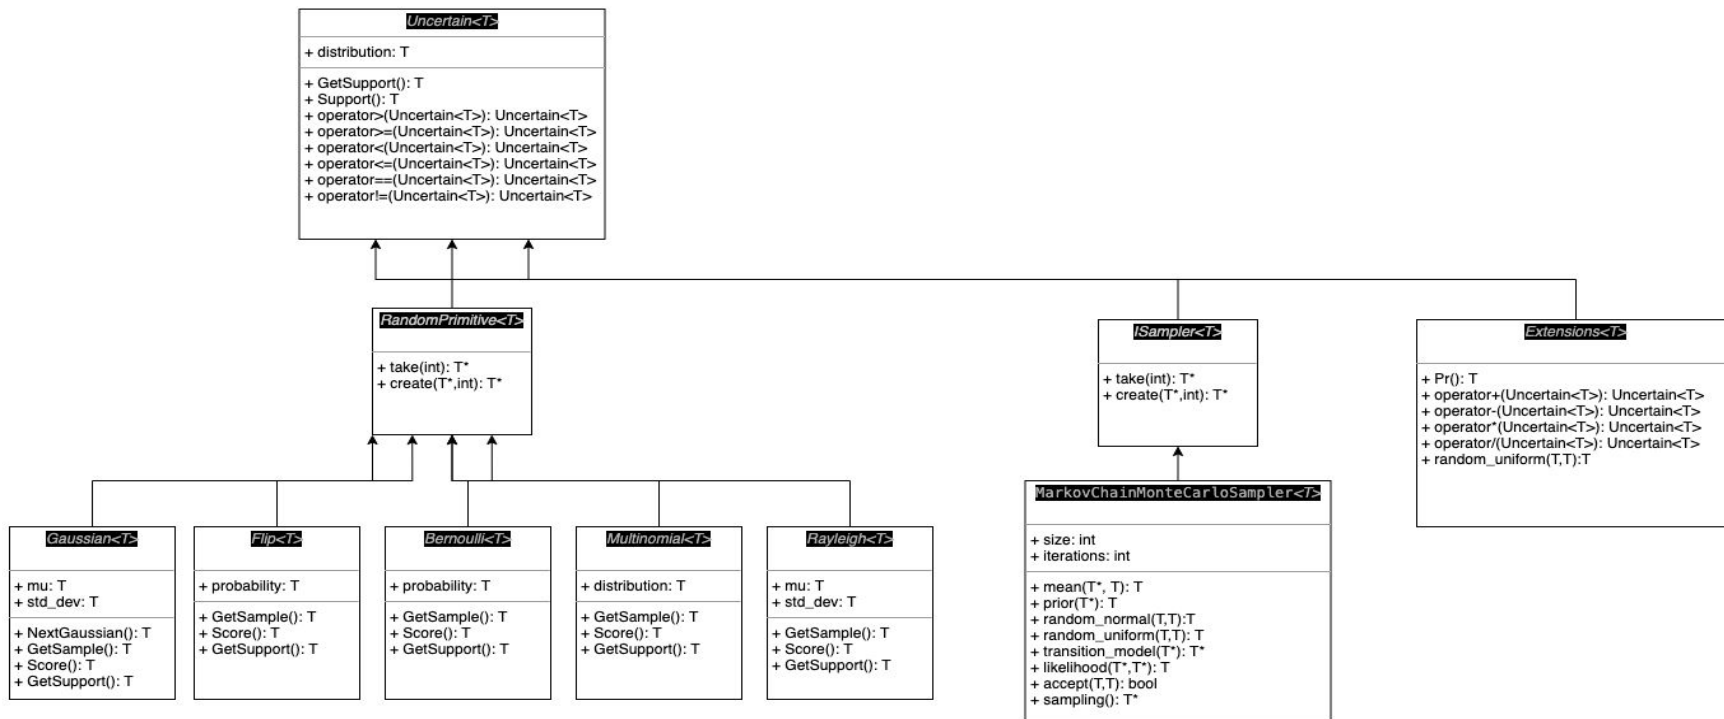 Uncertain<T>
+ distribution: T
+ GetSupport(): T
+ Support(): T
+ operator>(Uncertain<T>): Uncertain<T>
+ operator>=(Uncertain<T>): Uncertain<T>
+ operator<(Uncertain<T>): Uncertain<T>
+ operator<=(Uncertain<T>): Uncertain<T>
+ operator==(Uncertain<T>): Uncertain<T>
+ operator!=(Uncertain<T>): Uncertain<T>
RandomPrimitive<T>
+ take(int): T*
+ create(T*,int): T*
ISampler<T>
+ take(int): T*
+ create(T*,int): T*
Extensions<T>
+ Pr(): T
+ operator+(Uncertain<T>): Uncertain<T>
+ operator-(Uncertain<T>): Uncertain<T>
+ operator*(Uncertain<T>): Uncertain<T>
+ operator/(Uncertain<T>): Uncertain<T>
+ random_uniform(T,T):T
Gaussian<T>
+ mu: T
+ std_dev: T
+ NextGaussian(): T
+ GetSample(): T
+ Score(): T
+ GetSupport(): T
Flip<T>
+ probability: T
+ GetSample(): T
+ Score(): T
+ GetSupport(): T
Bernoulli<T>
+ probability: T
+ GetSample(): T
+ Score(): T
+ GetSupport(): T
Multinomial<T>
+ distribution: T
+ GetSample(): T
+ Score(): T
+ GetSupport(): T
Rayleigh<T>
+ mu: T
+ std_dev: T
+ GetSample(): T
+ Score(): T
+ GetSupport(): T
MarkovChainMonteCarloSampler<T>
+ size: int
+ iterations: int
+ mean(T*, T): T
+ prior(T*): T
+ random_normal(T,T):T
+ random_uniform(T,T): T
+ transition_model(T*): T*
+ likelihood(T*,T*): T
+ accept(T,T): bool
+ sampling(): T*